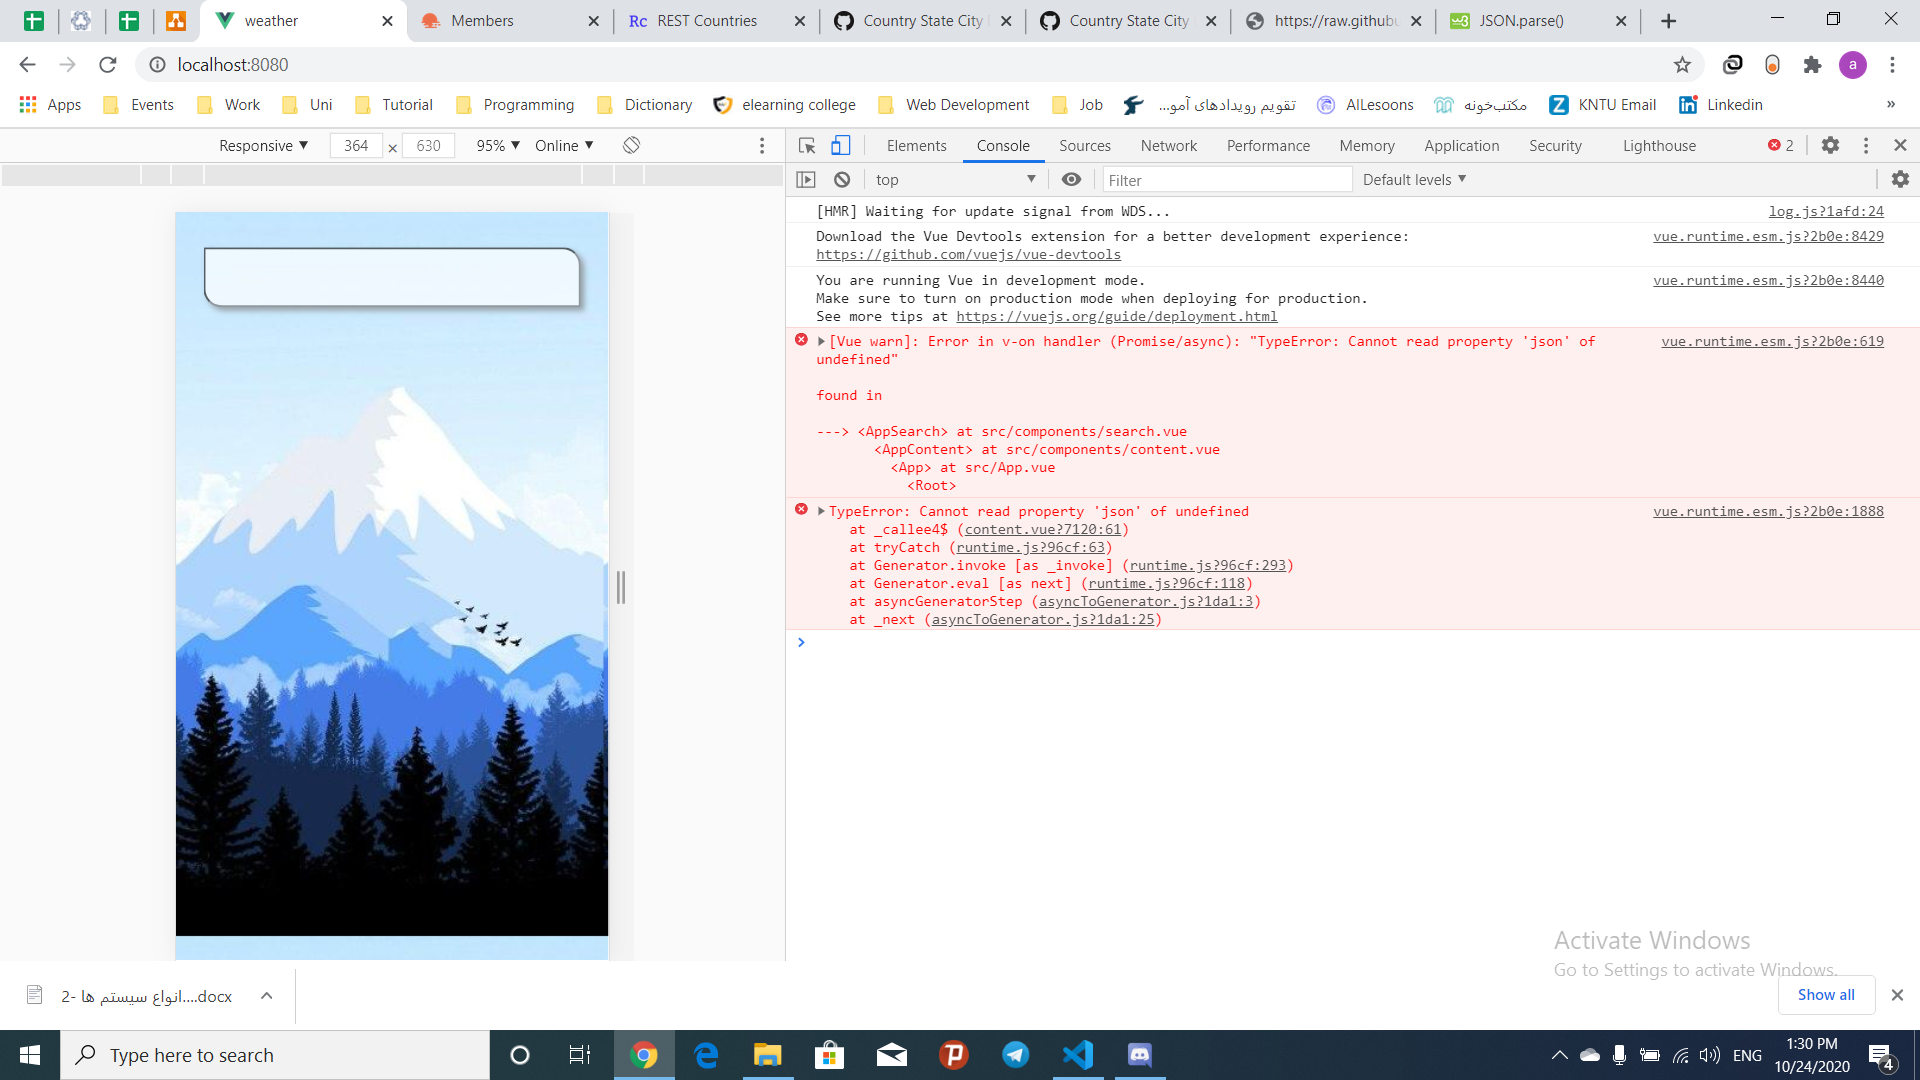 weather
Members
REST Countries
Country State City
Country State City
https://raw.githubu
JSON.parse()
localhost:8080
a
Apps
Events
Work
Uni
Tutorial
Programming
Dictionary
elearning college
Web Development
Job
تقویم رویدادهای آمو...
AILesoons
مکتب‌خونه
KNTU Email
Linkedin
»
Responsive ▼ 364 × 630 95% ▼ Online ▼
Elements Console Sources Network Performance Memory Application Security Lighthouse 2
top ▼ Filter Default levels ▼
[HMR] Waiting for update signal from WDS... log.js?1afd:24
Download the Vue Devtools extension for a better development experience: vue.runtime.esm.js?2b0e:8429
https://github.com/vuejs/vue-devtools
You are running Vue in development mode. vue.runtime.esm.js?2b0e:8440
Make sure to turn on production mode when deploying for production.
See more tips at https://vuejs.org/guide/deployment.html
[Vue warn]: Error in v-on handler (Promise/async): "TypeError: Cannot read property 'json' of vue.runtime.esm.js?2b0e:619
undefined"
found in
---> <AppSearch> at src/components/search.vue
<AppContent> at src/components/content.vue
<App> at src/App.vue
<Root>
TypeError: Cannot read property 'json' of undefined vue.runtime.esm.js?2b0e:1888
at _callee4$ (content.vue?7120:61)
at tryCatch (runtime.js?96cf:63)
at Generator.invoke [as _invoke] (runtime.js?96cf:293)
at Generator.eval [as next] (runtime.js?96cf:118)
at asyncGeneratorStep (asyncToGenerator.js?1da1:3)
at _next (asyncToGenerator.js?1da1:25)
Activate Windows
Go to Settings to activate Windows.
2- انواع سیستم ها....docx
Show all
Type here to search
ENG
1:30 PM
10/24/2020
4